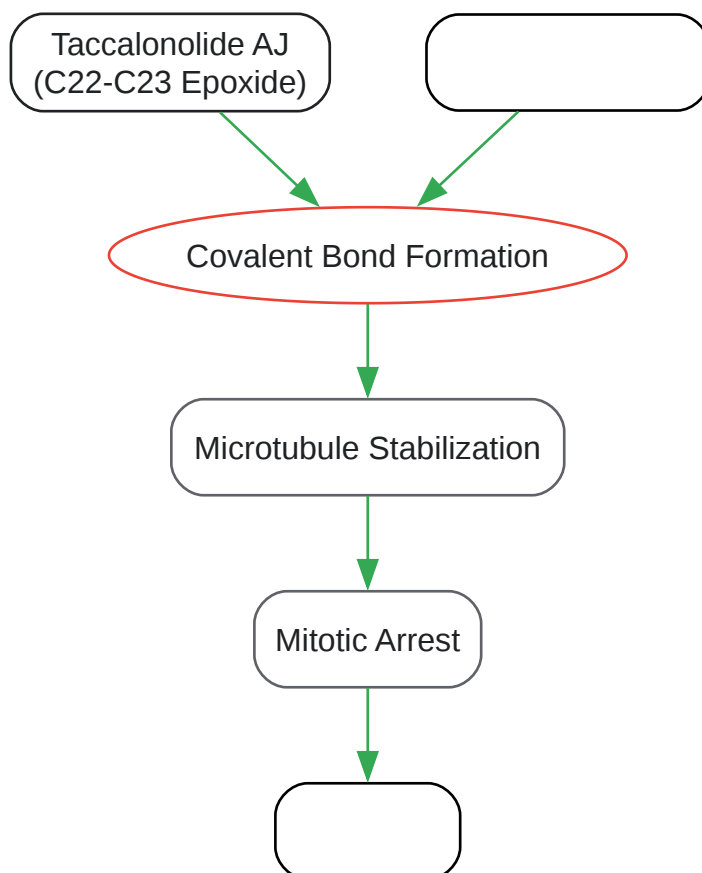 Taccalonolide AJ
(C22-C23 Epoxide)
Covalent Bond Formation
Microtubule Stabilization
Mitotic Arrest